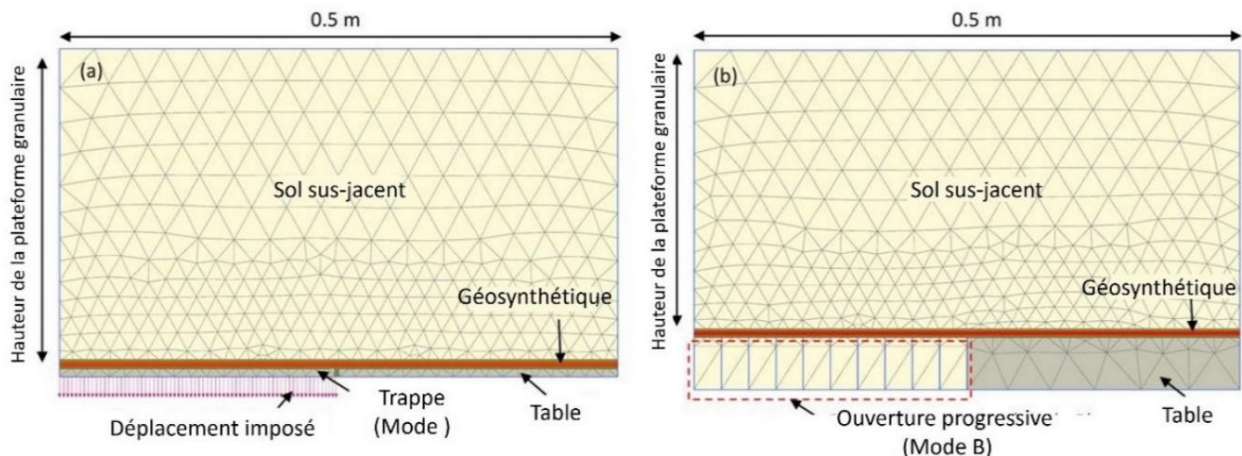 0.5 m
(a)
Hauteur de la plateforme granulaire
Sol sus-jacent
Géosynthétique
Trappe
(Mode )
Table
Déplacement imposé
0.5 m
(b)
Hauteur de la plateforme granulaire
Sol sus-jacent
Géosynthétique
Table
Ouverture progressive
(Mode B)